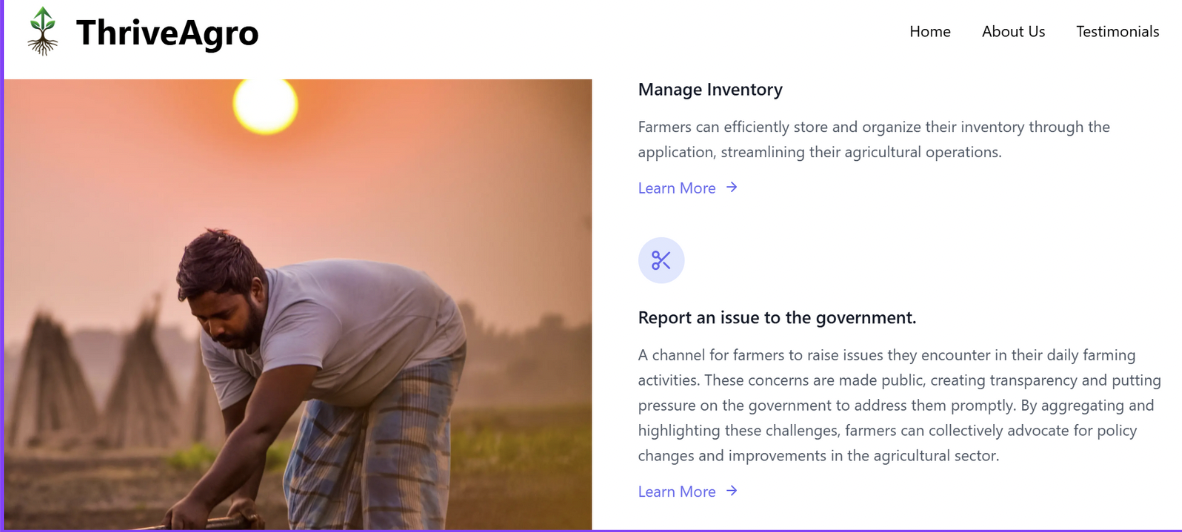 ThriveAgro
Home
About Us
Testimonials
Manage Inventory
Farmers can efficiently store and organize their inventory through the
application, streamlining their agricultural operations.
Learn More →
Report an issue to the government.
A channel for farmers to raise issues they encounter in their daily farming
activities. These concerns are made public, creating transparency and putting
pressure on the government to address them promptly. By aggregating and
highlighting these challenges, farmers can collectively advocate for policy
changes and improvements in the agricultural sector.
Learn More →